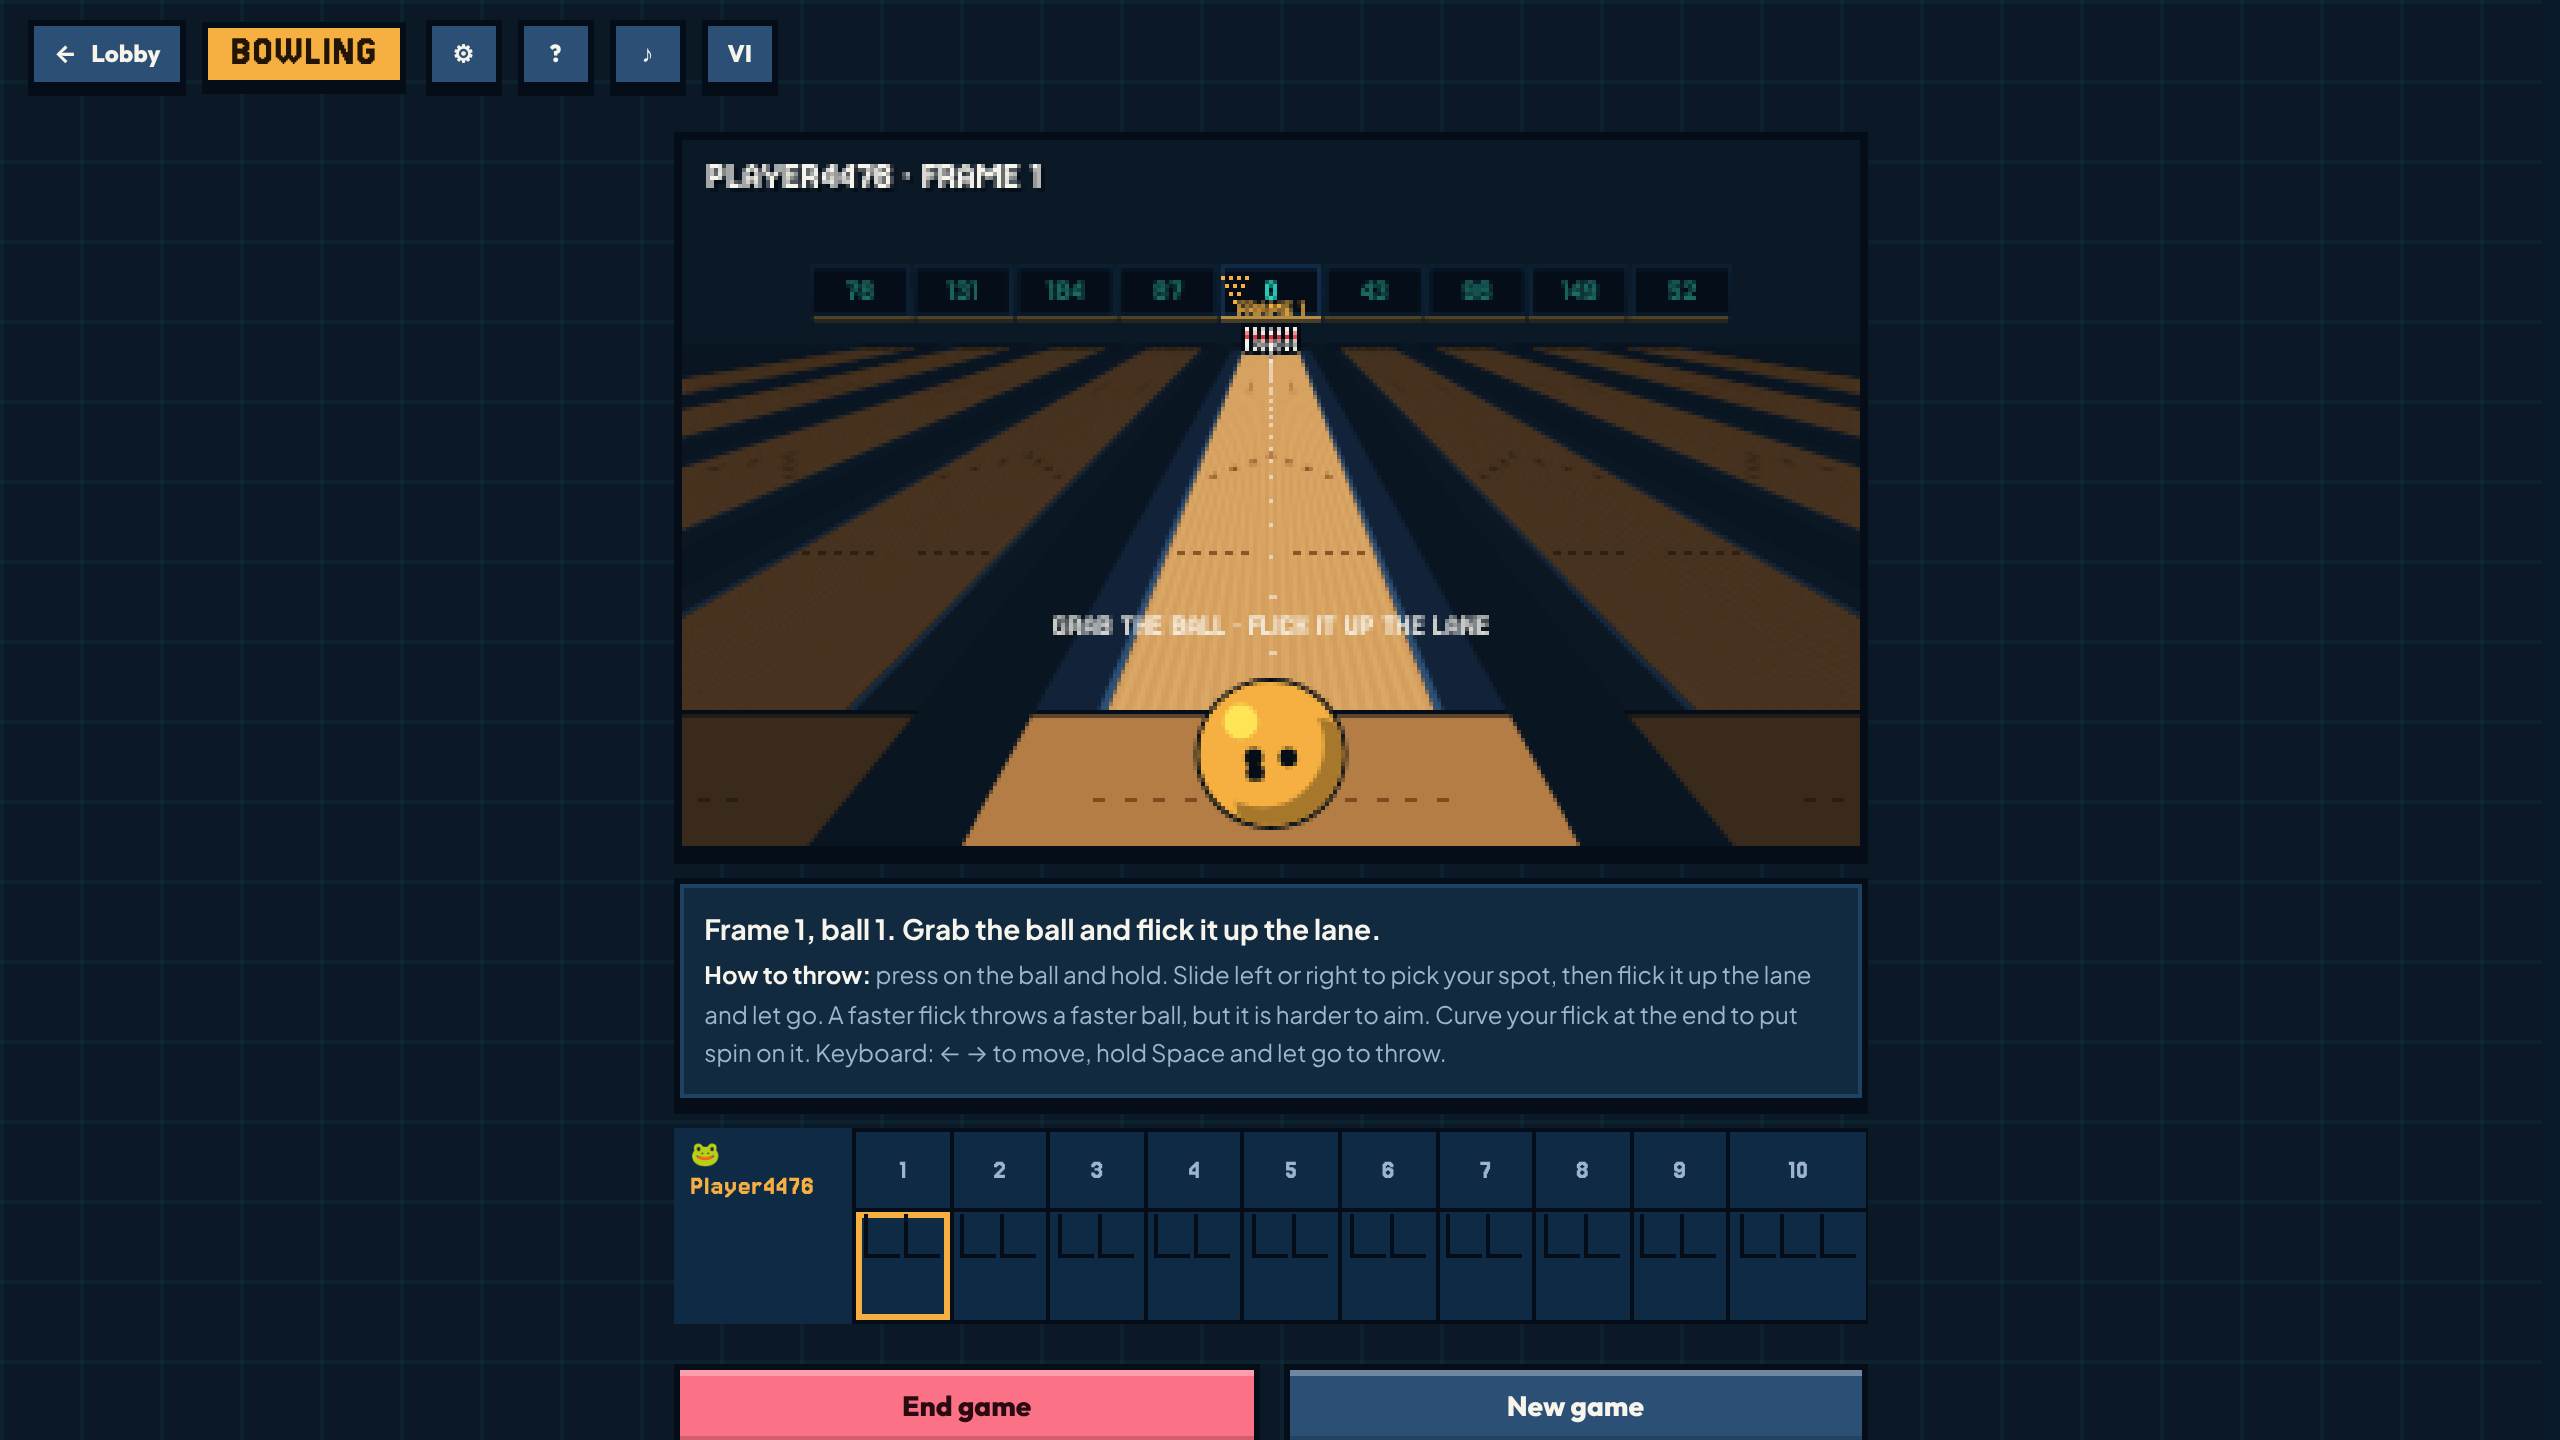 ← Lobby
BOWLING
⚙
?
♪
VI
PLAYER4476 · FRAME 1
78 131 184 87 0 43 98 149 52
FRAME 1
GRAB THE BALL · FLICK IT UP THE LANE
Frame 1, ball 1. Grab the ball and flick it up the lane.
How to throw: press on the ball and hold. Slide left or right to pick your spot, then flick it up the lane
and let go. A faster flick throws a faster ball, but it is harder to aim. Curve your flick at the end to put
spin on it. Keyboard: ← → to move, hold Space and let go to throw.
🐸
Player4476
1 2 3 4 5 6 7 8 9 10
End game
New game